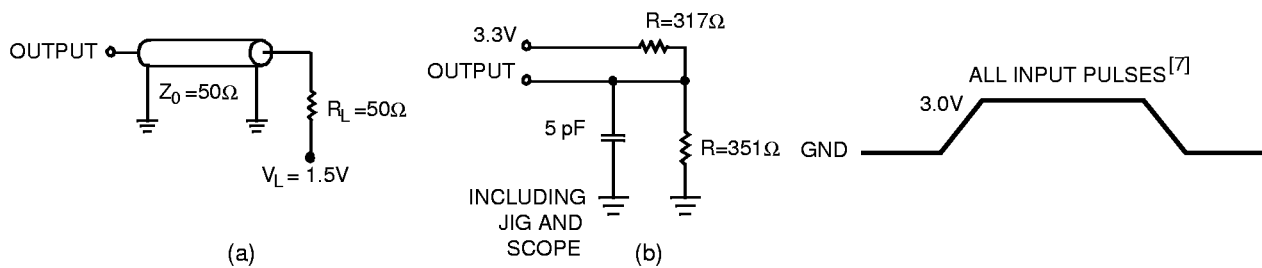 OUTPUT
Z0 =50Ω
RL = 50Ω
VL = 1.5V
(a)
R=317Ω
3.3V
OUTPUT
5 pF
R=351Ω
INCLUDING
JIG AND
SCOPE
(b)
ALL INPUT PULSES[7]
3.0V
GND